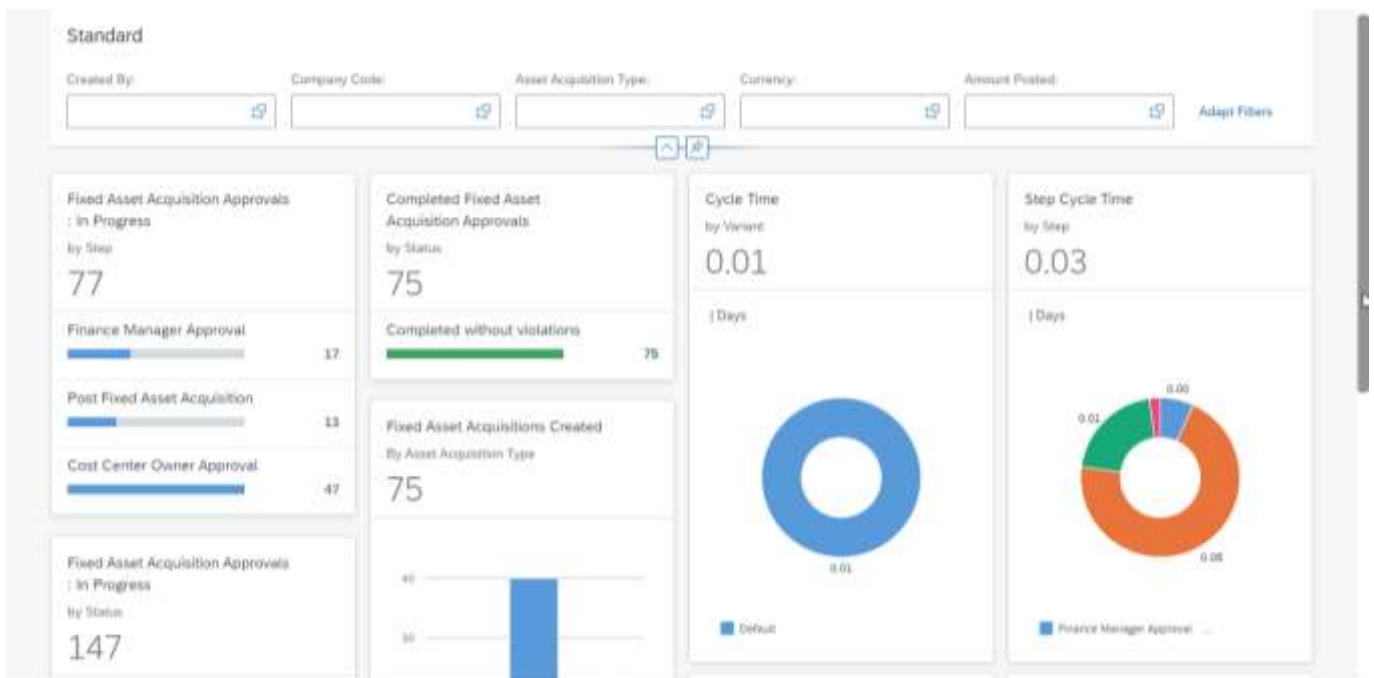 Standard
Created By:
Company Code:
Asset Acquisition Type:
Currency:
Amount Posted:
Adapt Filters
Fixed Asset Acquisition Approvals
: In Progress
by Step
77
Finance Manager Approval
17
Post Fixed Asset Acquisition
13
Cost Center Owner Approval
47
Fixed Asset Acquisition Approvals
: In Progress
by Status
147
Completed Fixed Asset
Acquisition Approvals
by Status
75
Completed without violations
75
Fixed Asset Acquisitions Created
By Asset Acquisition Type
75
40
30
Cycle Time
by Variant
0.01
| Days
0.01
Default
Step Cycle Time
by Step
0.03
| Days
0.00
0.01
Finance Manager Approval ...